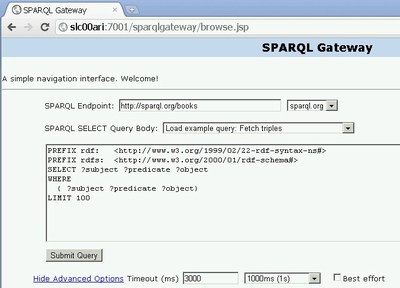 SPARQL Gateway
slc00ari:7001/sparqlgateway/browse.jsp
SPARQL Gateway
A simple navigation interface. Welcome!
SPARQL Endpoint: http://sparql.org/books sparql.org
SPARQL SELECT Query Body: Load example query: Fetch triples
PREFIX rdf: <http://www.w3.org/1999/02/22-rdf-syntax-ns#>
PREFIX rdfs: <http://www.w3.org/2000/01/rdf-schema#>
SELECT ?subject ?predicate ?object
WHERE
{ ?subject ?predicate ?object}
LIMIT 100
Submit Query
Hide Advanced Options Timeout (ms) 3000 1000ms (1s) Best effort